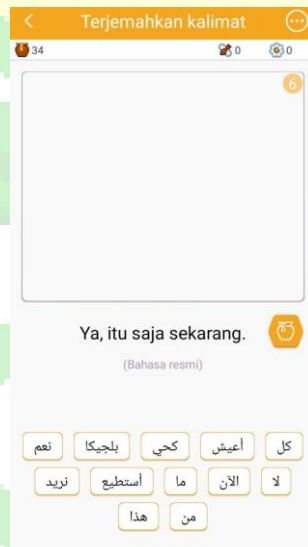 Terjemahkan kalimat
34 0 0
6
Ya, itu saja sekarang.
(Bahasa resmi)
كل أعيش كحي بلجيكا نعم
لا الآن ما أستطيع نريد
من هذا